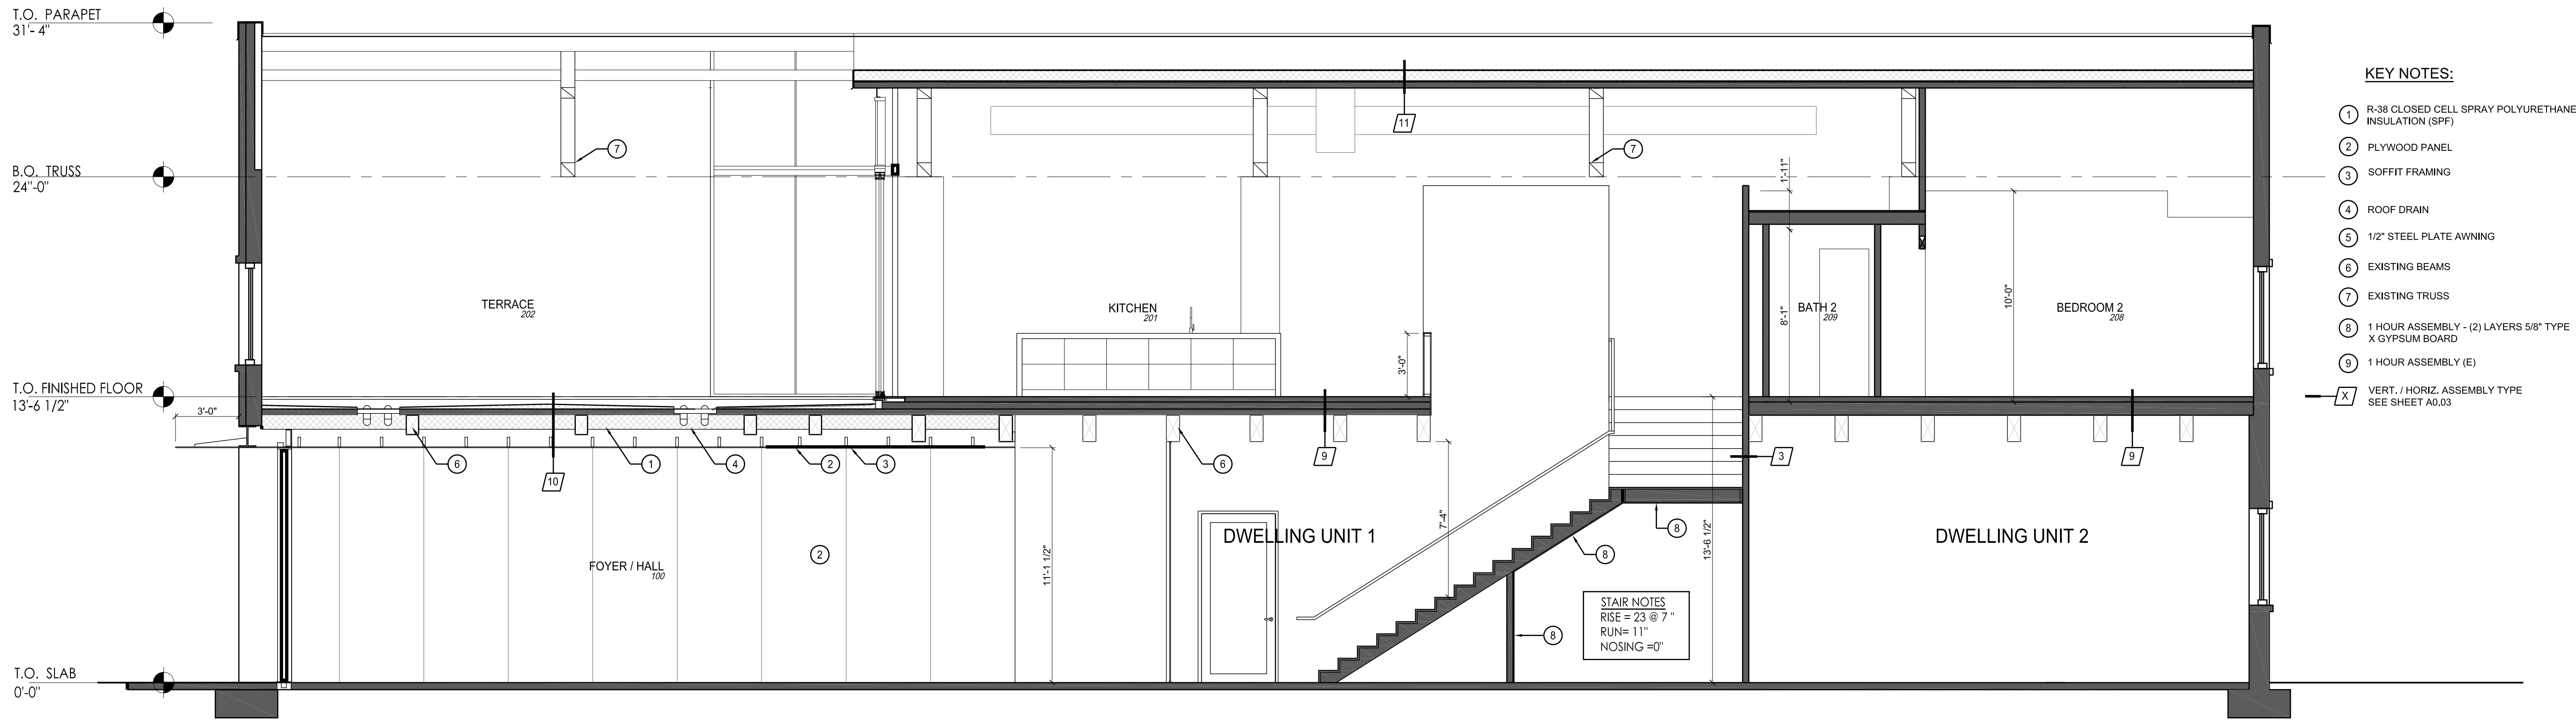 T.O. PARAPET
31'- 4"
B.O. TRUSS
24"-0"
T.O. FINISHED FLOOR
13'-6 1/2"
T.O. SLAB
0'-0"
3'-0"
TERRACE
202
KITCHEN
201
BATH 2
209
BEDROOM 2
208
FOYER / HALL
100
DWELLING UNIT 1
DWELLING UNIT 2
7
7
11
1'-11"
8'-1"
10'-0"
3'-0"
6
10
1
4
2
3
6
9
3
9
2
11'-1 1/2"
7'-4"
13'-6 1/2"
8
8
8
STAIR NOTES
RISE = 23 @ 7 "
RUN= 11"
NOSING =0"
KEY NOTES:
1 R-38 CLOSED CELL SPRAY POLYURETHANE
INSULATION (SPF)
2 PLYWOOD PANEL
3 SOFFIT FRAMING
4 ROOF DRAIN
5 1/2" STEEL PLATE AWNING
6 EXISTING BEAMS
7 EXISTING TRUSS
8 1 HOUR ASSEMBLY - (2) LAYERS 5/8" TYPE
X GYPSUM BOARD
9 1 HOUR ASSEMBLY (E)
X VERT. / HORIZ. ASSEMBLY TYPE
SEE SHEET A0.03